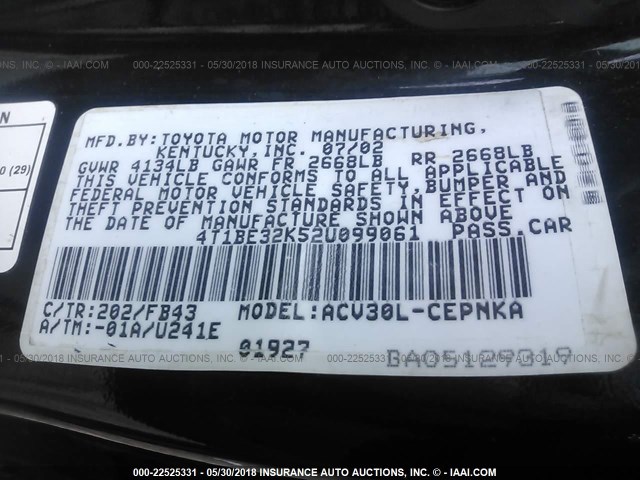 000-22525331 - 05/30/2018 INSURANCE AUTO AUCTIONS, INC. - © IAAI.COM
N
0 (29)
MFD.BY:TOYOTA MOTOR MANUFACTURING,
KENTUCKY,INC. 07/02
GVWR 4134LB GAWR FR 2668LB RR 2668LB
THIS VEHICLE CONFORMS TO ALL APPLICABLE
FEDERAL MOTOR VEHICLE SAFETY,BUMPER AND
THEFT PREVENTION STANDARDS IN EFFECT ON
THE DATE OF MANUFACTURE SHOWN ABOVE
4T1BE32K52U099061 PASS.CAR
C/TR:202/FB43 MODEL:ACV30L-CEPNKA
A/TM:-01A/U241E
01927
000-22525331 - 05/30/2018 INSURANCE AUTO AUCTIONS, INC. - © IAAI.COM